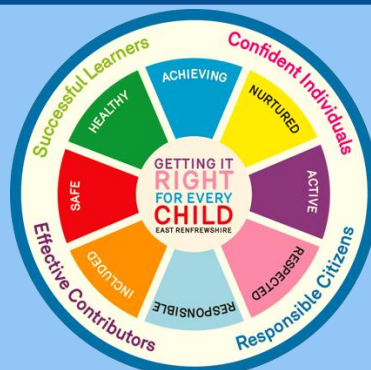 Successful Learners
Confident Individuals
Responsible Citizens
Effective Contributors
ACHIEVING
NURTURED
ACTIVE
RESPECTED
RESPONSIBLE
INCLUDED
SAFE
HEALTHY
GETTING IT
RIGHT
FOR EVERY
CHILD
EAST RENFREWSHIRE